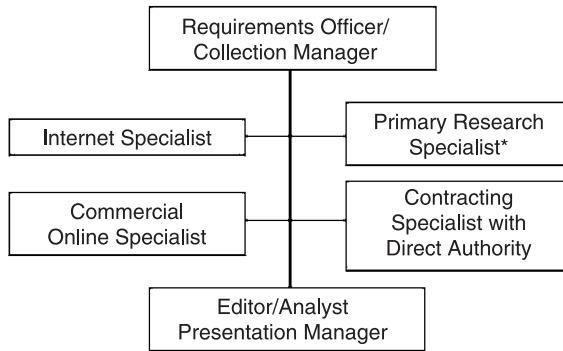 Requirements Officer/
Collection Manager
Internet Specialist
Primary Research
Specialist*
Commercial
Online Specialist
Contracting
Specialist with
Direct Authority
Editor/Analyst
Presentation Manager